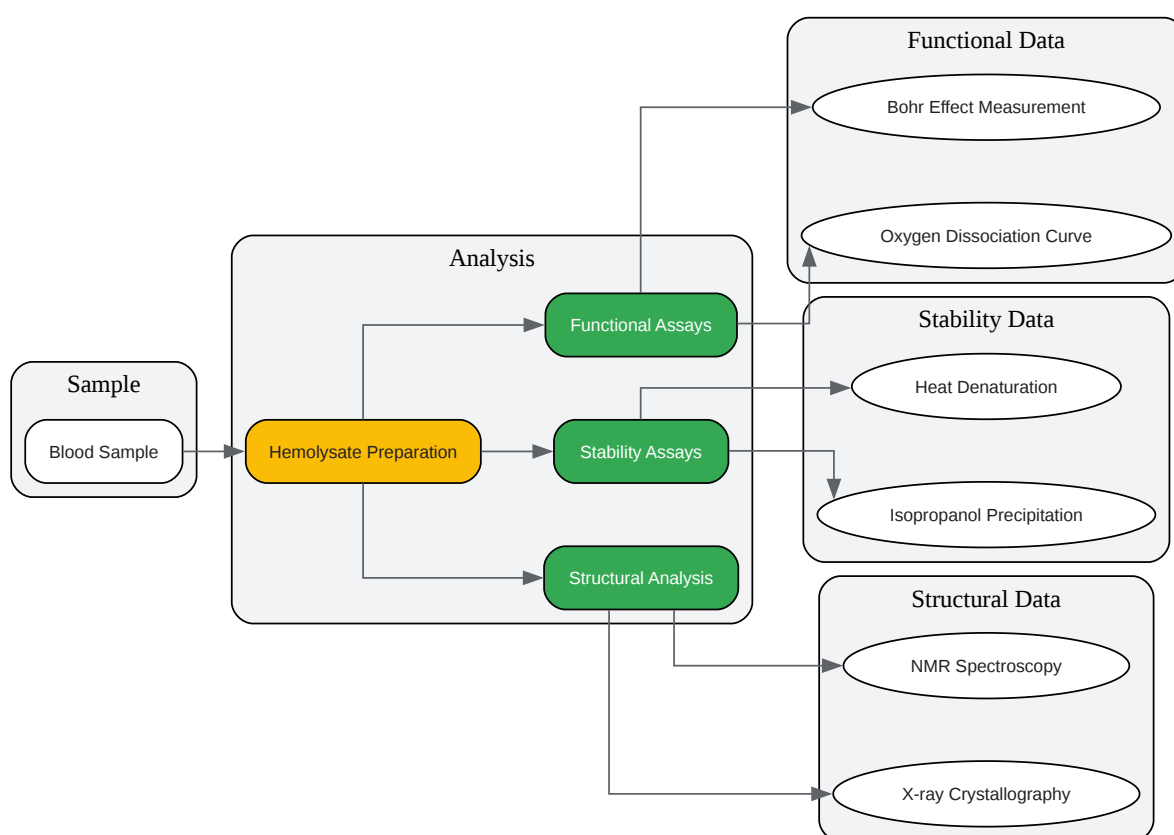 Sample
Blood Sample
Analysis
Hemolysate Preparation
Functional Assays
Stability Assays
Structural Analysis
Functional Data
Bohr Effect Measurement
Oxygen Dissociation Curve
Stability Data
Heat Denaturation
Isopropanol Precipitation
Structural Data
NMR Spectroscopy
X-ray Crystallography